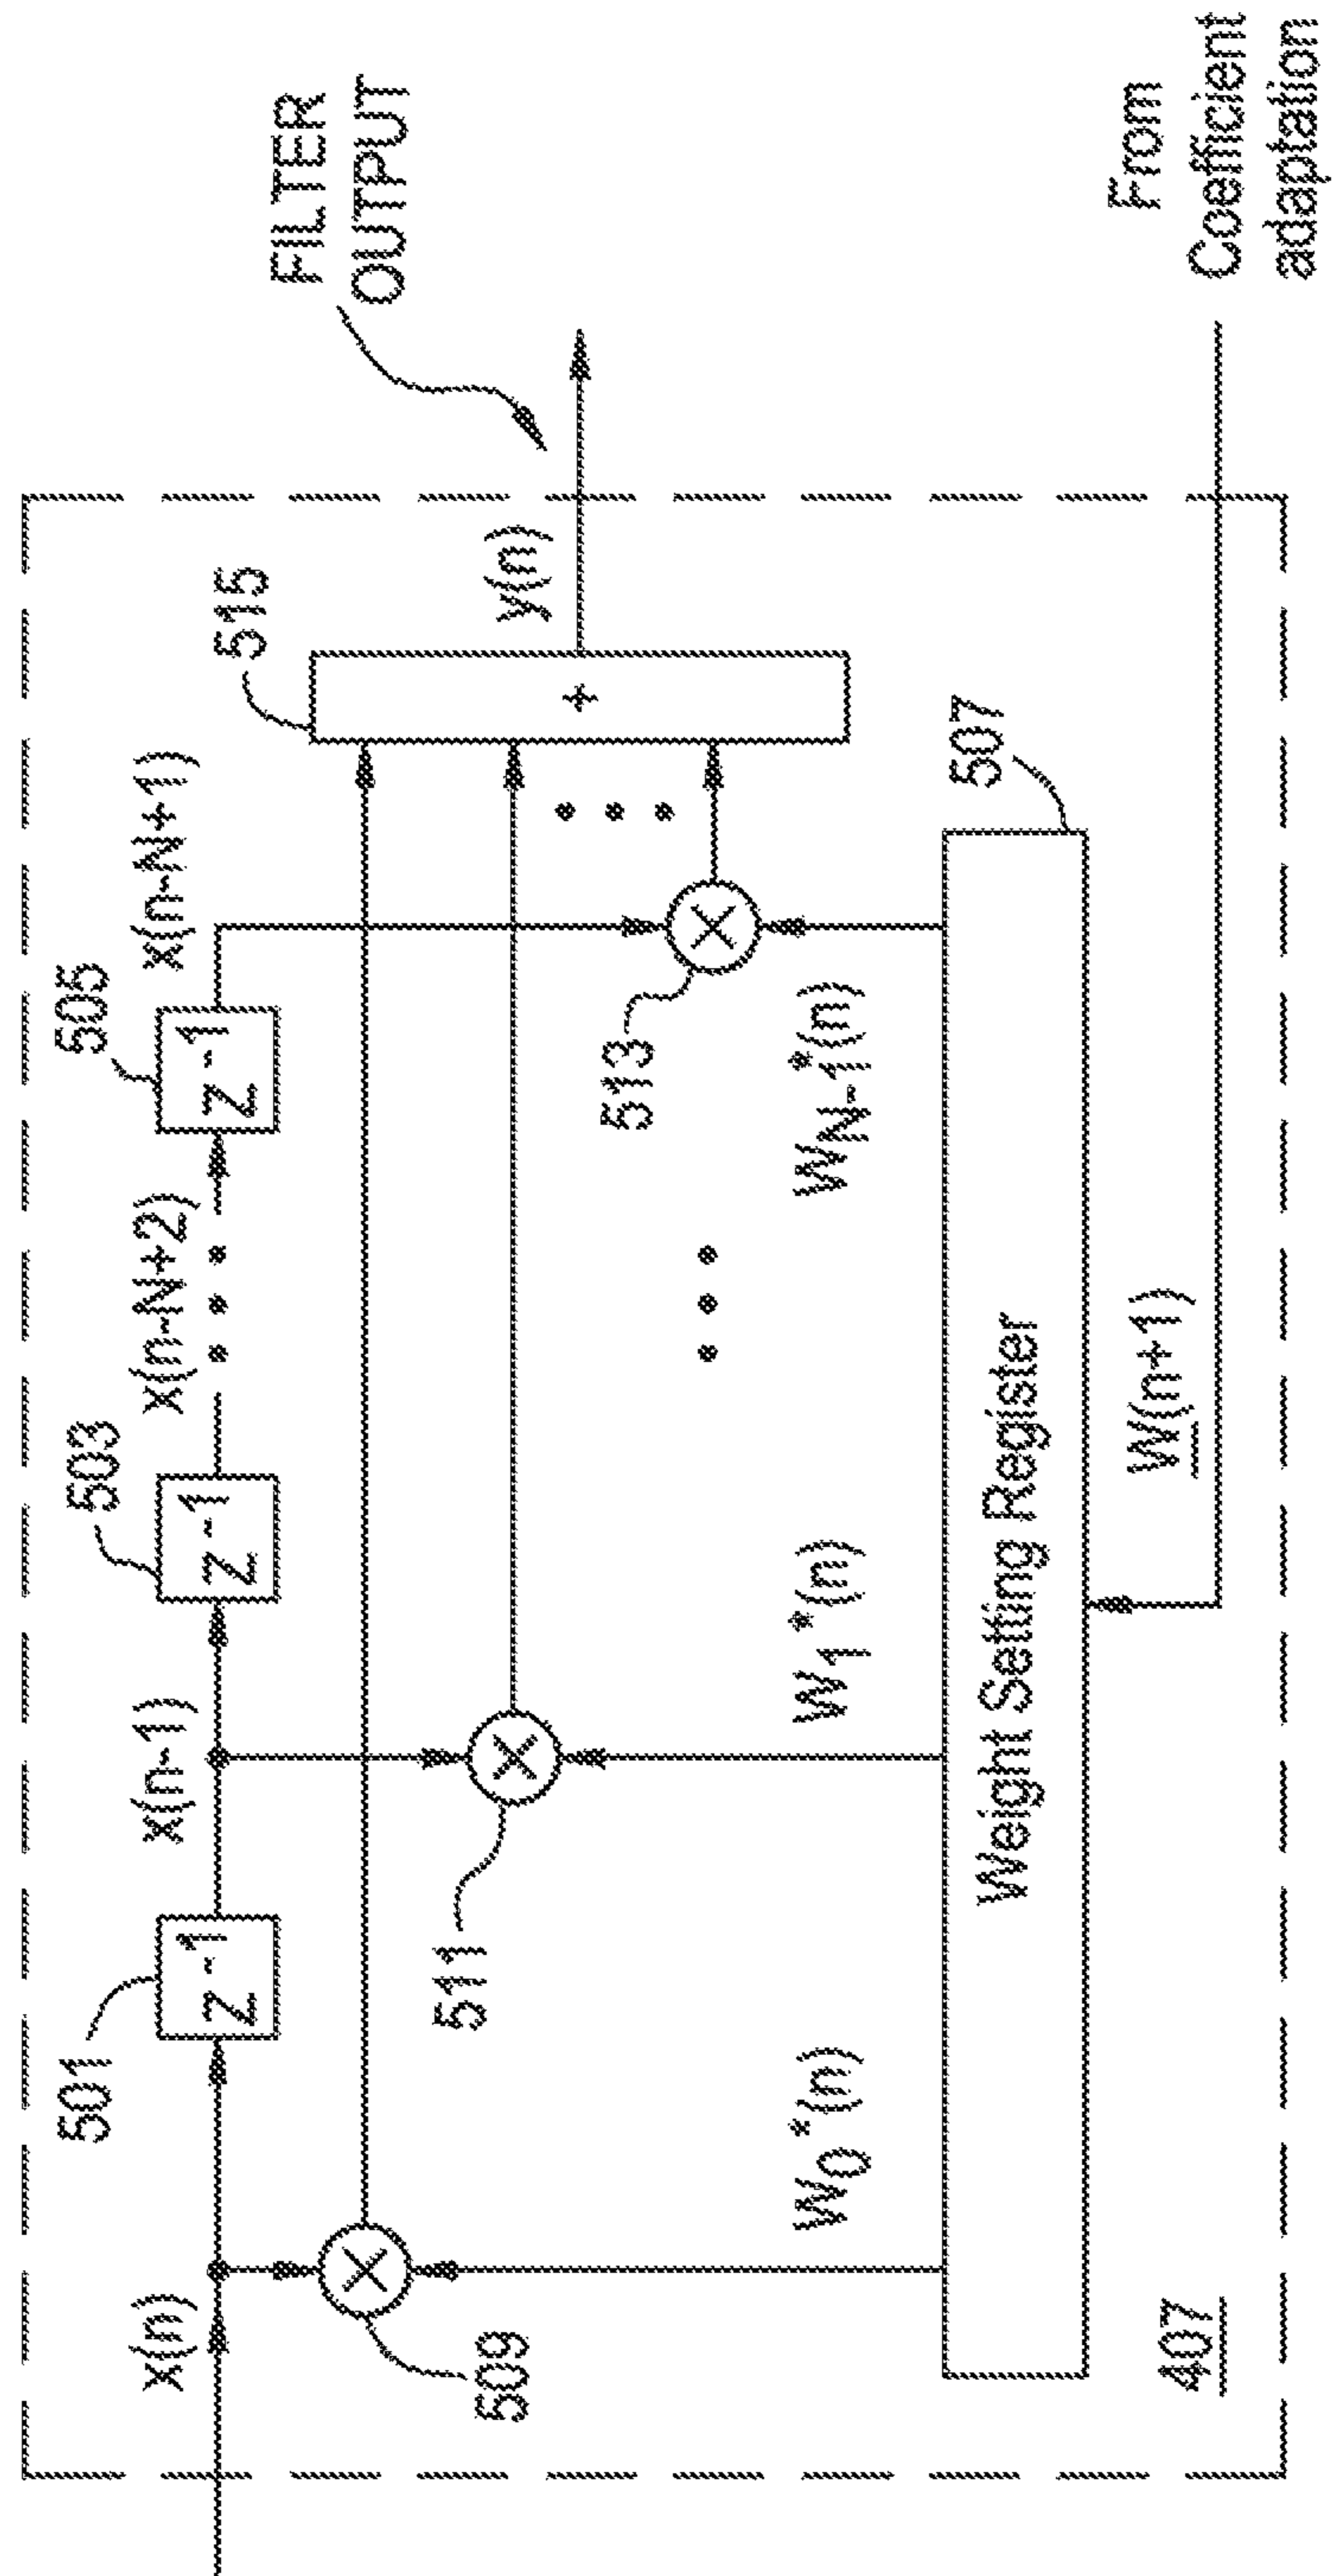 x(n)
501
z⁻¹
x(n-1)
503
z⁻¹
x(n-N+2)
505
z⁻¹
x(n-N+1)
515
+
y(n)
FILTER
OUTPUT
509
511
513
W₀*(n)
W₁*(n)
W_N-1*(n)
507
Weight Setting Register
407
W(n+1)
From
Coefficient
adaptation